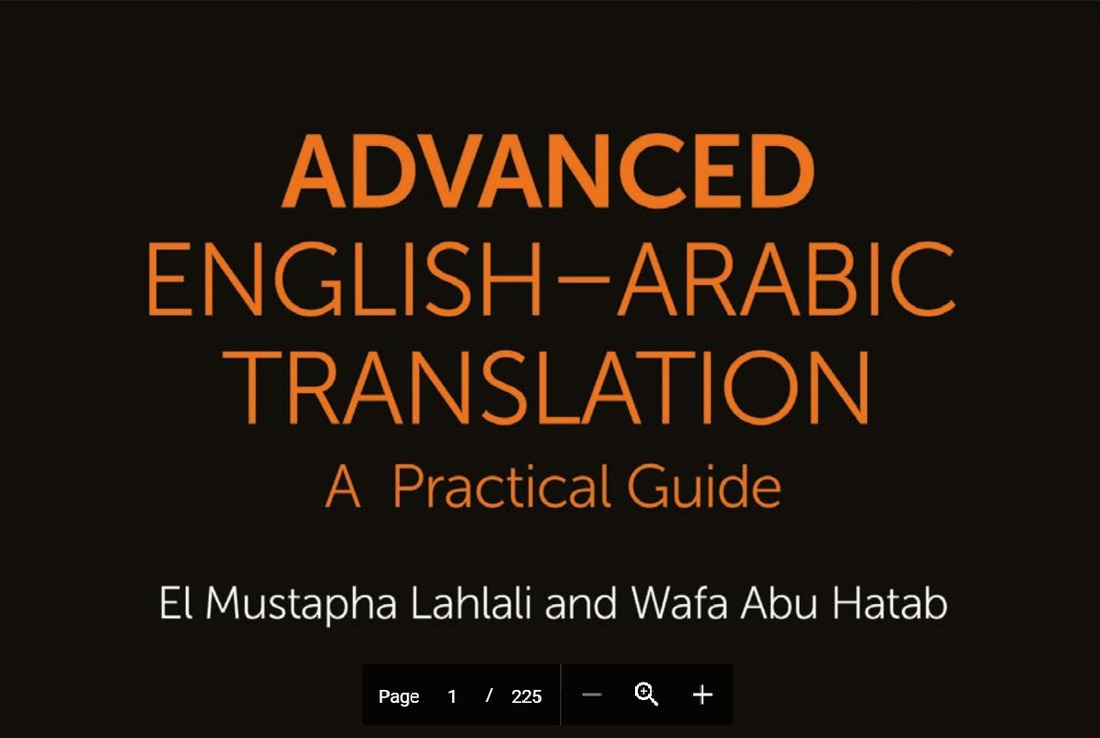 ADVANCED
ENGLISH–ARABIC
TRANSLATION
A Practical Guide
El Mustapha Lahlali and Wafa Abu Hatab
Page 1 / 225